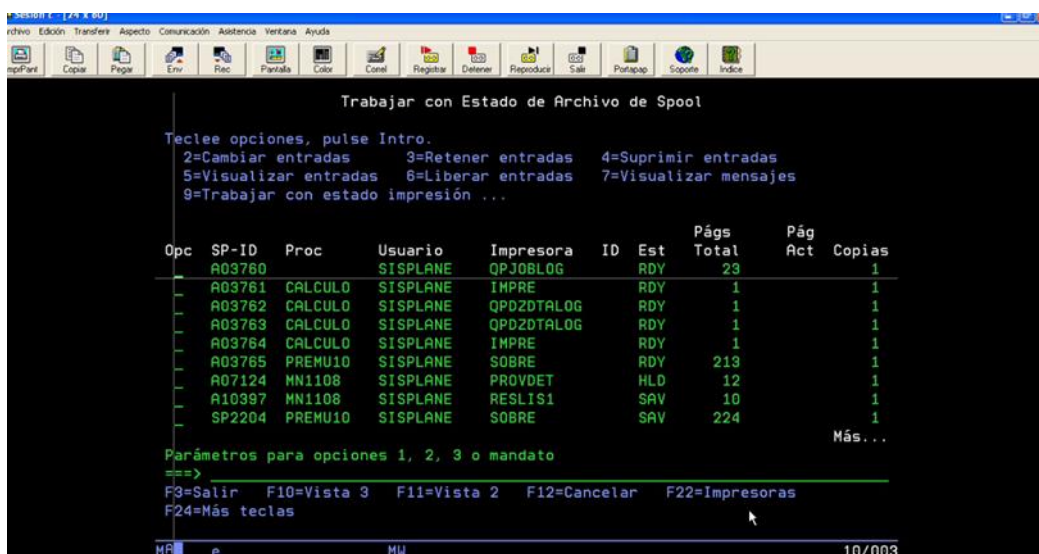 Sesión C - [24 x 80]
rchivo Edición Transferir Aspecto Comunicación Asistencia Ventana Ayuda
mprPant Copiar Pegar Env Rec Pantalla Color Conel Registrar Detener Reproducir Salir Portapap Soporte Indice
Trabajar con Estado de Archivo de Spool
Teclee opciones, pulse Intro.
2=Cambiar entradas 3=Retener entradas 4=Suprimir entradas
5=Visualizar entradas 6=Liberar entradas 7=Visualizar mensajes
9=Trabajar con estado impresión ...
Págs Pág
Opc SP-ID Proc Usuario Impresora ID Est Total Act Copias
_ A03760 SISPLANE QPJOBLOG RDY 23 1
_ A03761 CALCULO SISPLANE IMPRE RDY 1 1
_ A03762 CALCULO SISPLANE QPDZDTALOG RDY 1 1
_ A03763 CALCULO SISPLANE QPDZDTALOG RDY 1 1
_ A03764 CALCULO SISPLANE IMPRE RDY 1 1
_ A03765 PREMU10 SISPLANE SOBRE RDY 213 1
_ A07124 MN1108 SISPLANE PROVDET HLD 12 1
_ A10397 MN1108 SISPLANE RESLIS1 SAV 10 1
_ SP2204 PREMU10 SISPLANE SOBRE SAV 224 1
Más...
Parámetros para opciones 1, 2, 3 o mandato
===>
F3=Salir F10=Vista 3 F11=Vista 2 F12=Cancelar F22=Impresoras
F24=Más teclas
MA e MW 10/003